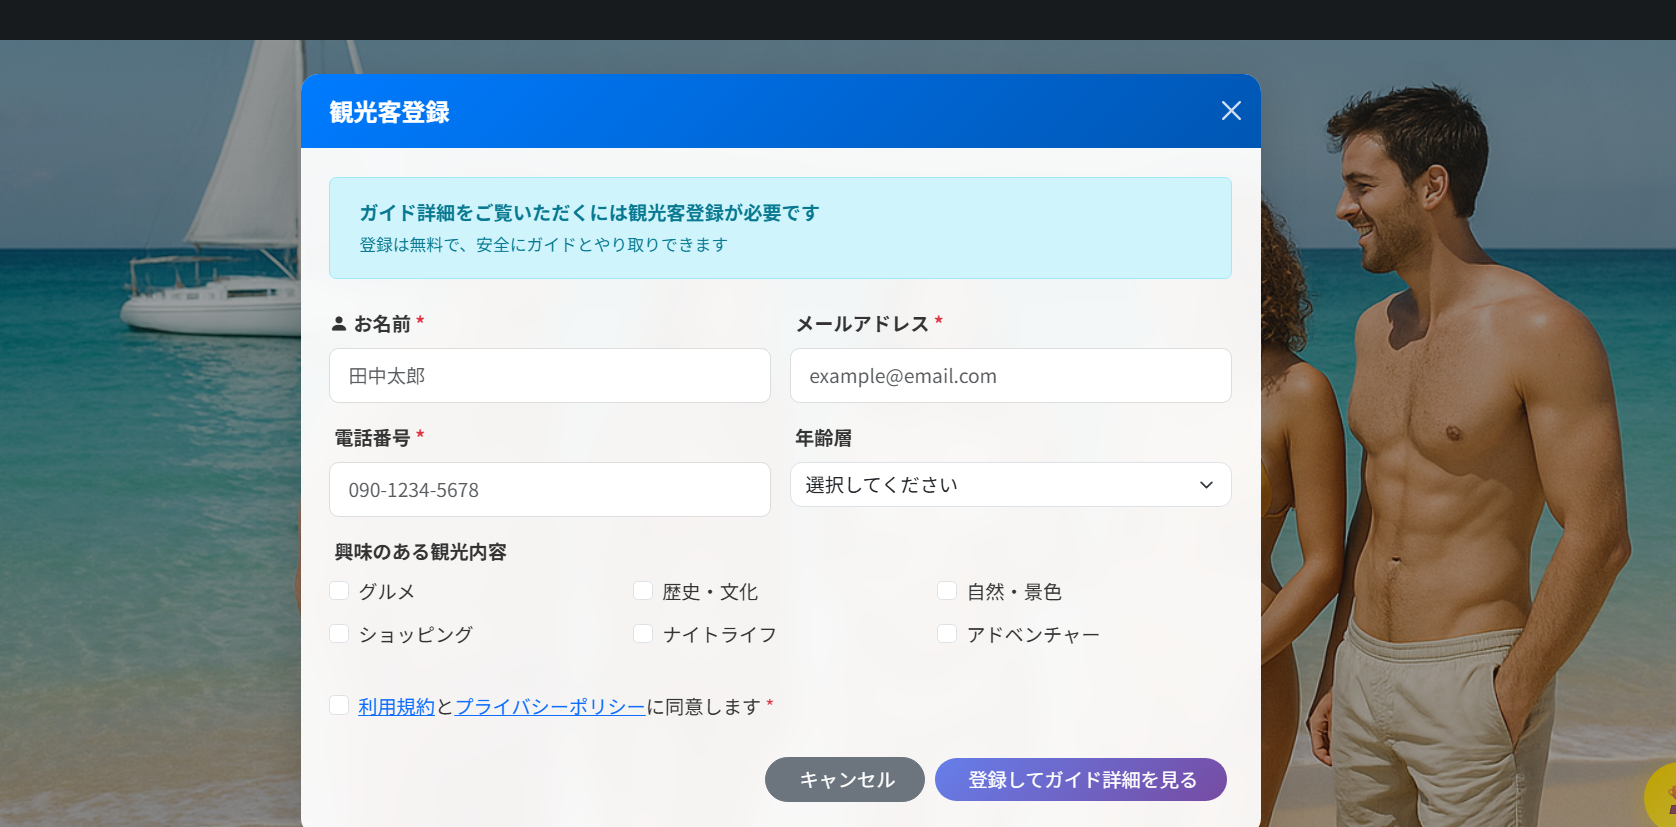 観光客登録
ガイド詳細をご覧いただくには観光客登録が必要です
登録は無料で、安全にガイドとやり取りできます
お名前 *
メールアドレス *
田中太郎
example@email.com
電話番号 *
年齢層
090-1234-5678
選択してください
興味のある観光内容
グルメ
歴史・文化
自然・景色
ショッピング
ナイトライフ
アドベンチャー
利用規約とプライバシーポリシーに同意します *
キャンセル
登録してガイド詳細を見る